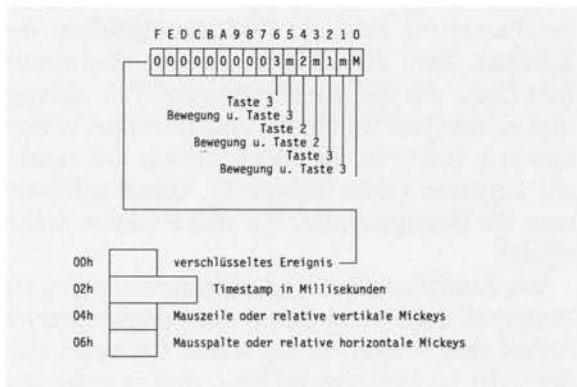 F E D C B A 9 8 7 6 5 4 3 2 1 0
0 0 0 0 0 0 0 0 0 3 m 2 m 1 m M
Taste 3
Bewegung u. Taste 3
Taste 2
Bewegung u. Taste 2
Taste 3
Bewegung u. Taste 3
00h verschlüsseltes Ereignis
02h Timestamp in Millisekunden
04h Mauszeile oder relative vertikale Mickeys
06h Mausspalte oder relative horizontale Mickeys